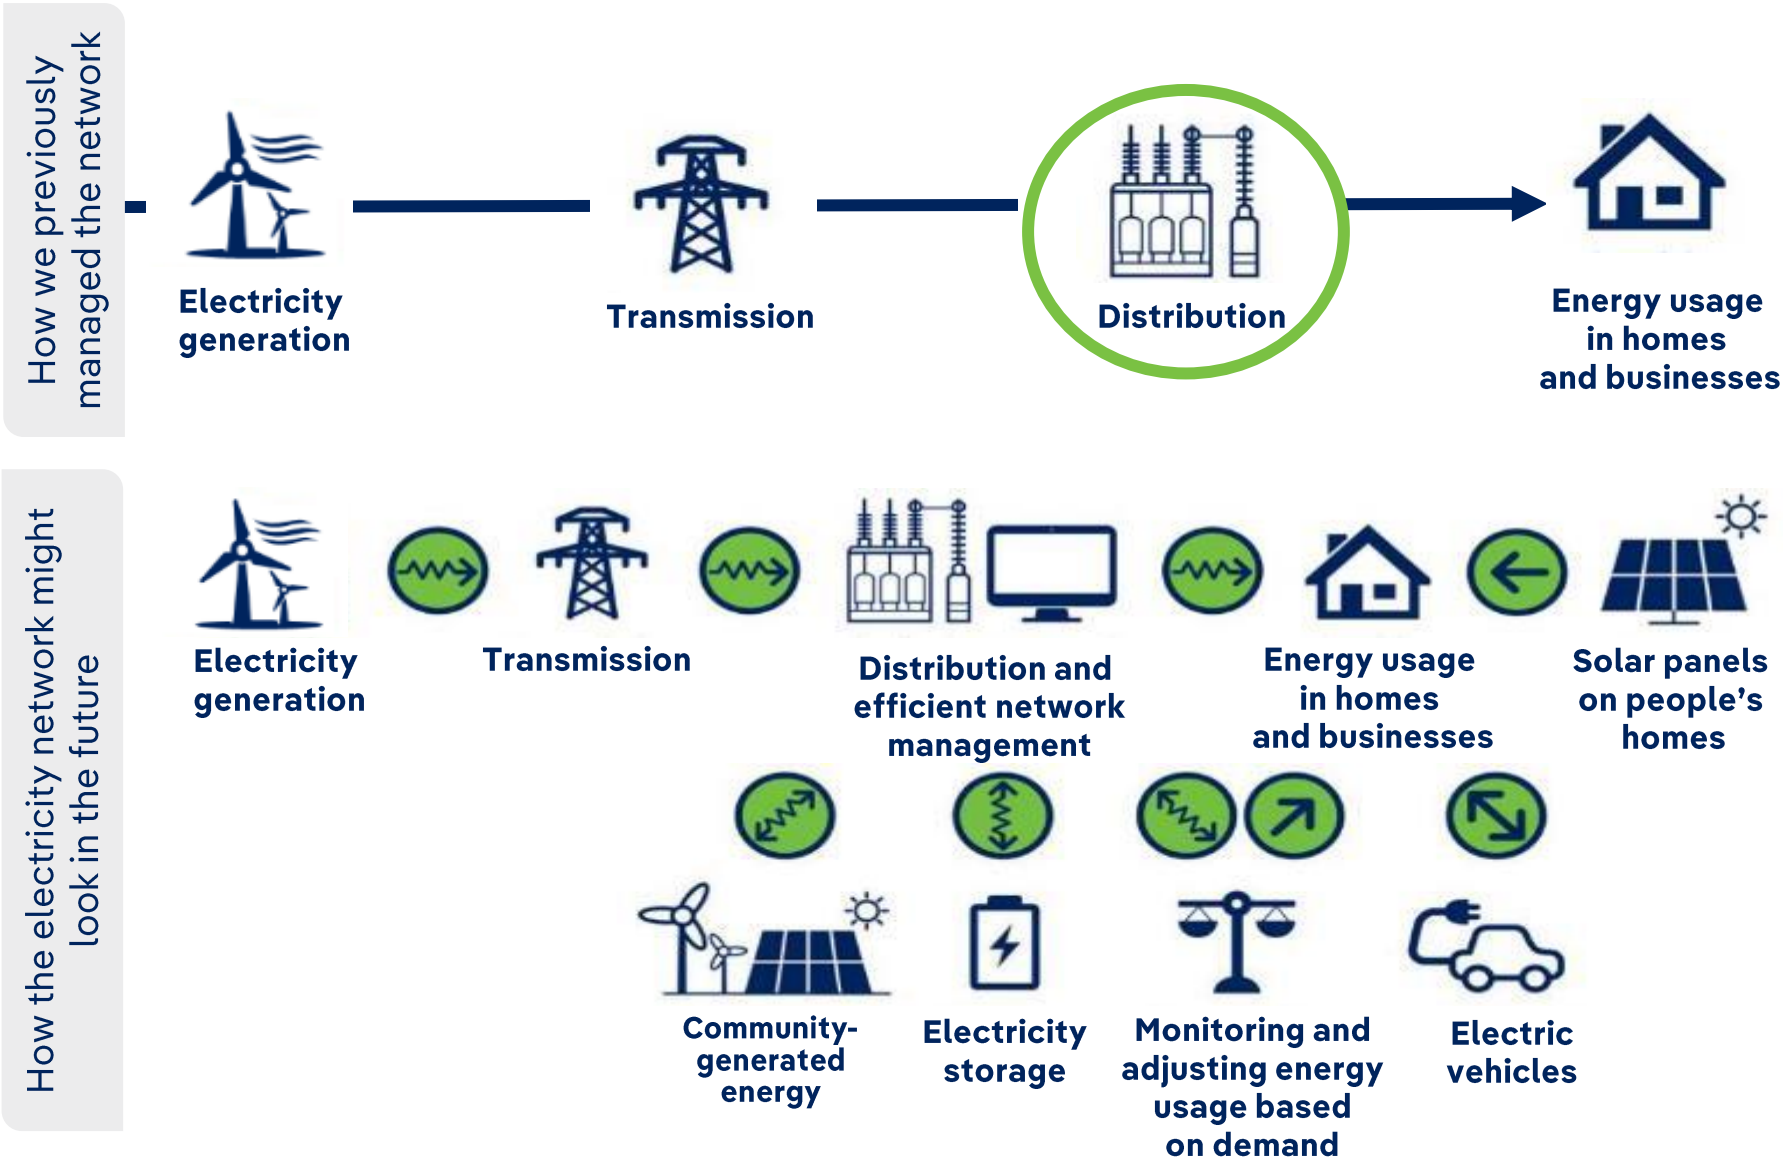 How we previously
managed the network
Electricity
generation
Transmission
Distribution
Energy usage
in homes
and businesses
How the electricity network might
look in the future
Electricity
generation
Transmission
Distribution and
efficient network
management
Energy usage
in homes
and businesses
Solar panels
on people’s
homes
Community-
generated
energy
Electricity
storage
Monitoring and
adjusting energy
usage based
on demand
Electric
vehicles